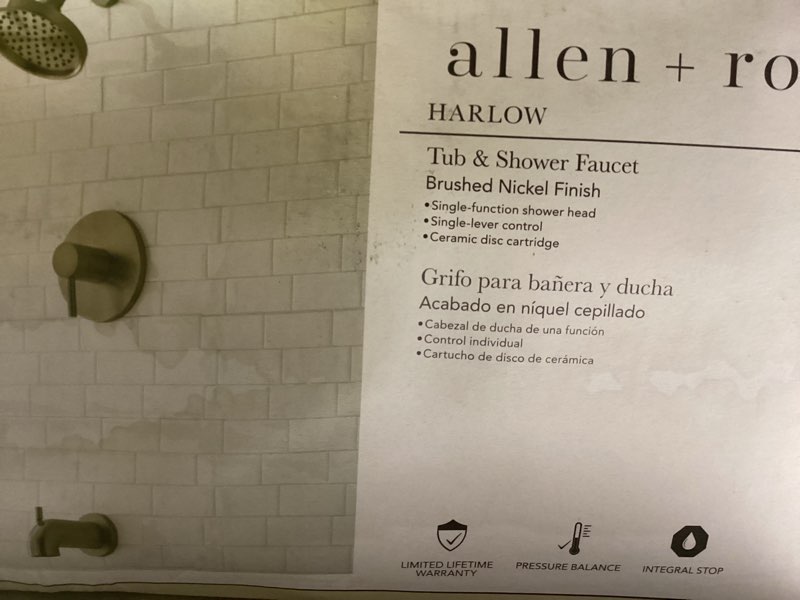 allen + ro
HARLOW
Tub & Shower Faucet
Brushed Nickel Finish
•Single-function shower head
•Single-lever control
•Ceramic disc cartridge
Grifo para bañera y ducha
Acabado en níquel cepillado
•Cabezal de ducha de una función
•Control individual
•Cartucho de disco de cerámica
LIMITED LIFETIME
WARRANTY
PRESSURE BALANCE
INTEGRAL STOP